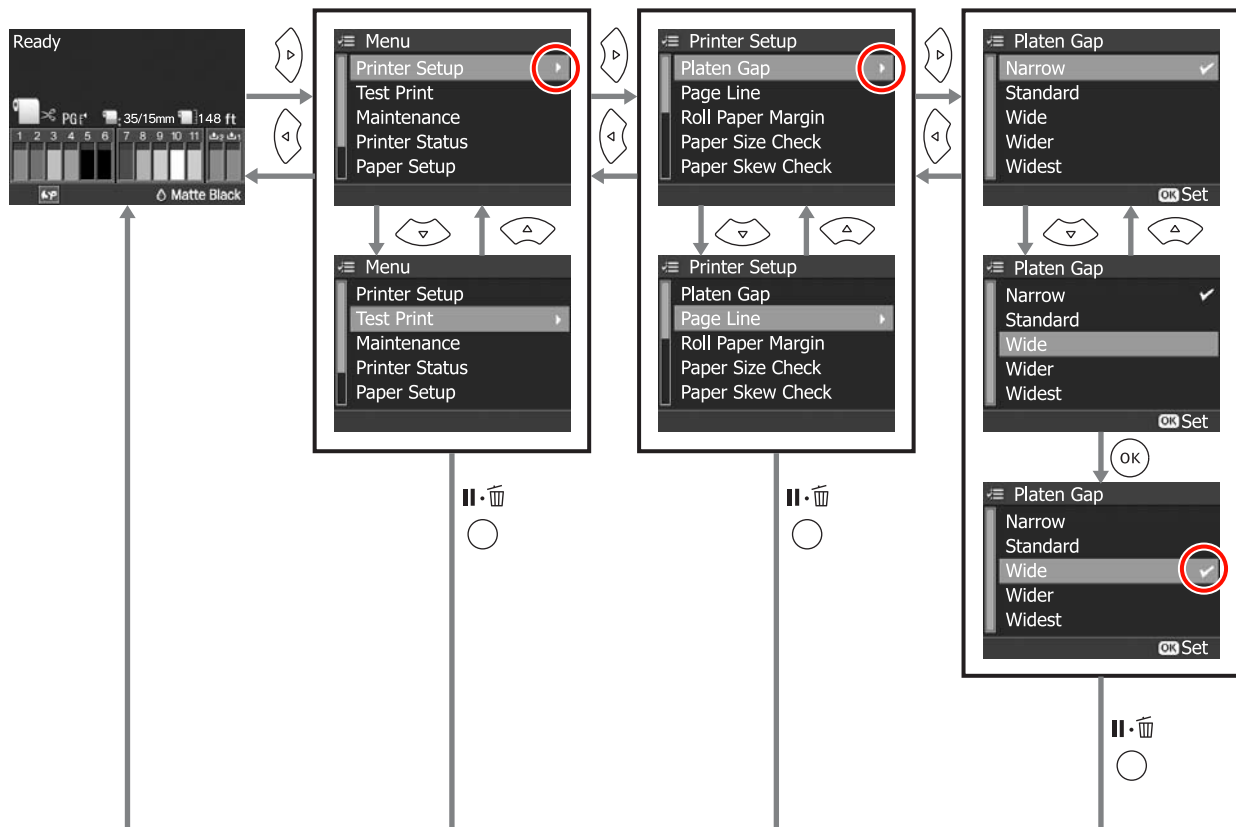 Ready
PG
35/15mm
148 ft
1 2 3 4 5 6 7 8 9 10 11 2 1
Matte Black
Menu
Printer Setup
Test Print
Maintenance
Printer Status
Paper Setup
Menu
Printer Setup
Test Print
Maintenance
Printer Status
Paper Setup
Printer Setup
Platen Gap
Page Line
Roll Paper Margin
Paper Size Check
Paper Skew Check
Printer Setup
Platen Gap
Page Line
Roll Paper Margin
Paper Size Check
Paper Skew Check
Platen Gap
Narrow
Standard
Wide
Wider
Widest
OK Set
Platen Gap
Narrow
Standard
Wide
Wider
Widest
OK Set
OK
Platen Gap
Narrow
Standard
Wide
Wider
Widest
OK Set